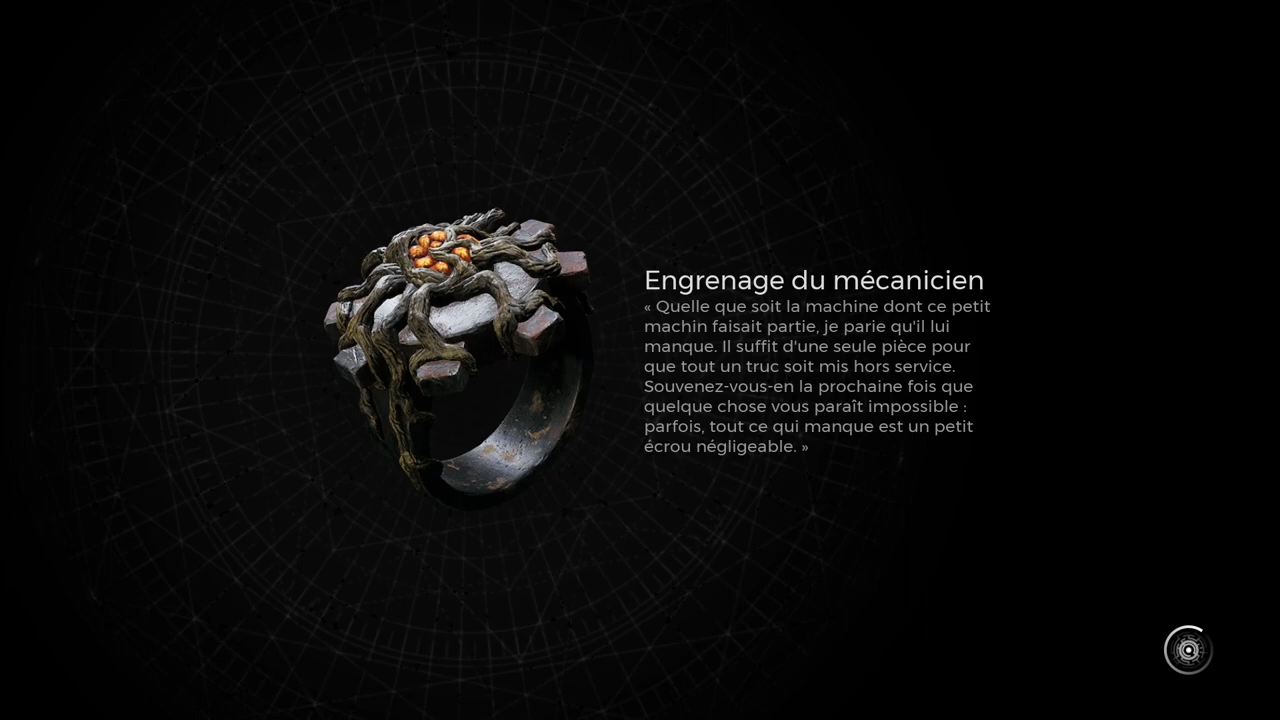 Engrenage du mécanicien
« Quelle que soit la machine dont ce petit
machin faisait partie, je parie qu'il lui
manque. Il suffit d'une seule pièce pour
que tout un truc soit mis hors service.
Souvenez-vous-en la prochaine fois que
quelque chose vous paraît impossible :
parfois, tout ce qui manque est un petit
écrou négligeable. »